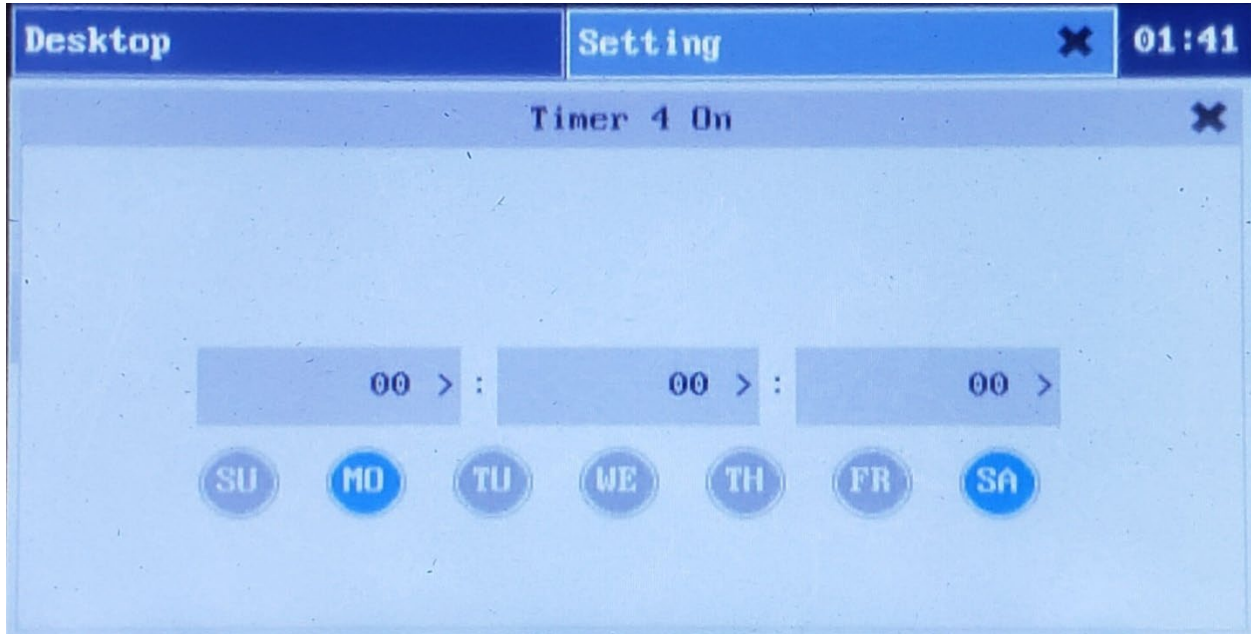 Desktop Setting ✖ 01:41
Timer 4 On ✖
00 > : 00 > : 00 >
SU MO TU WE TH FR SA